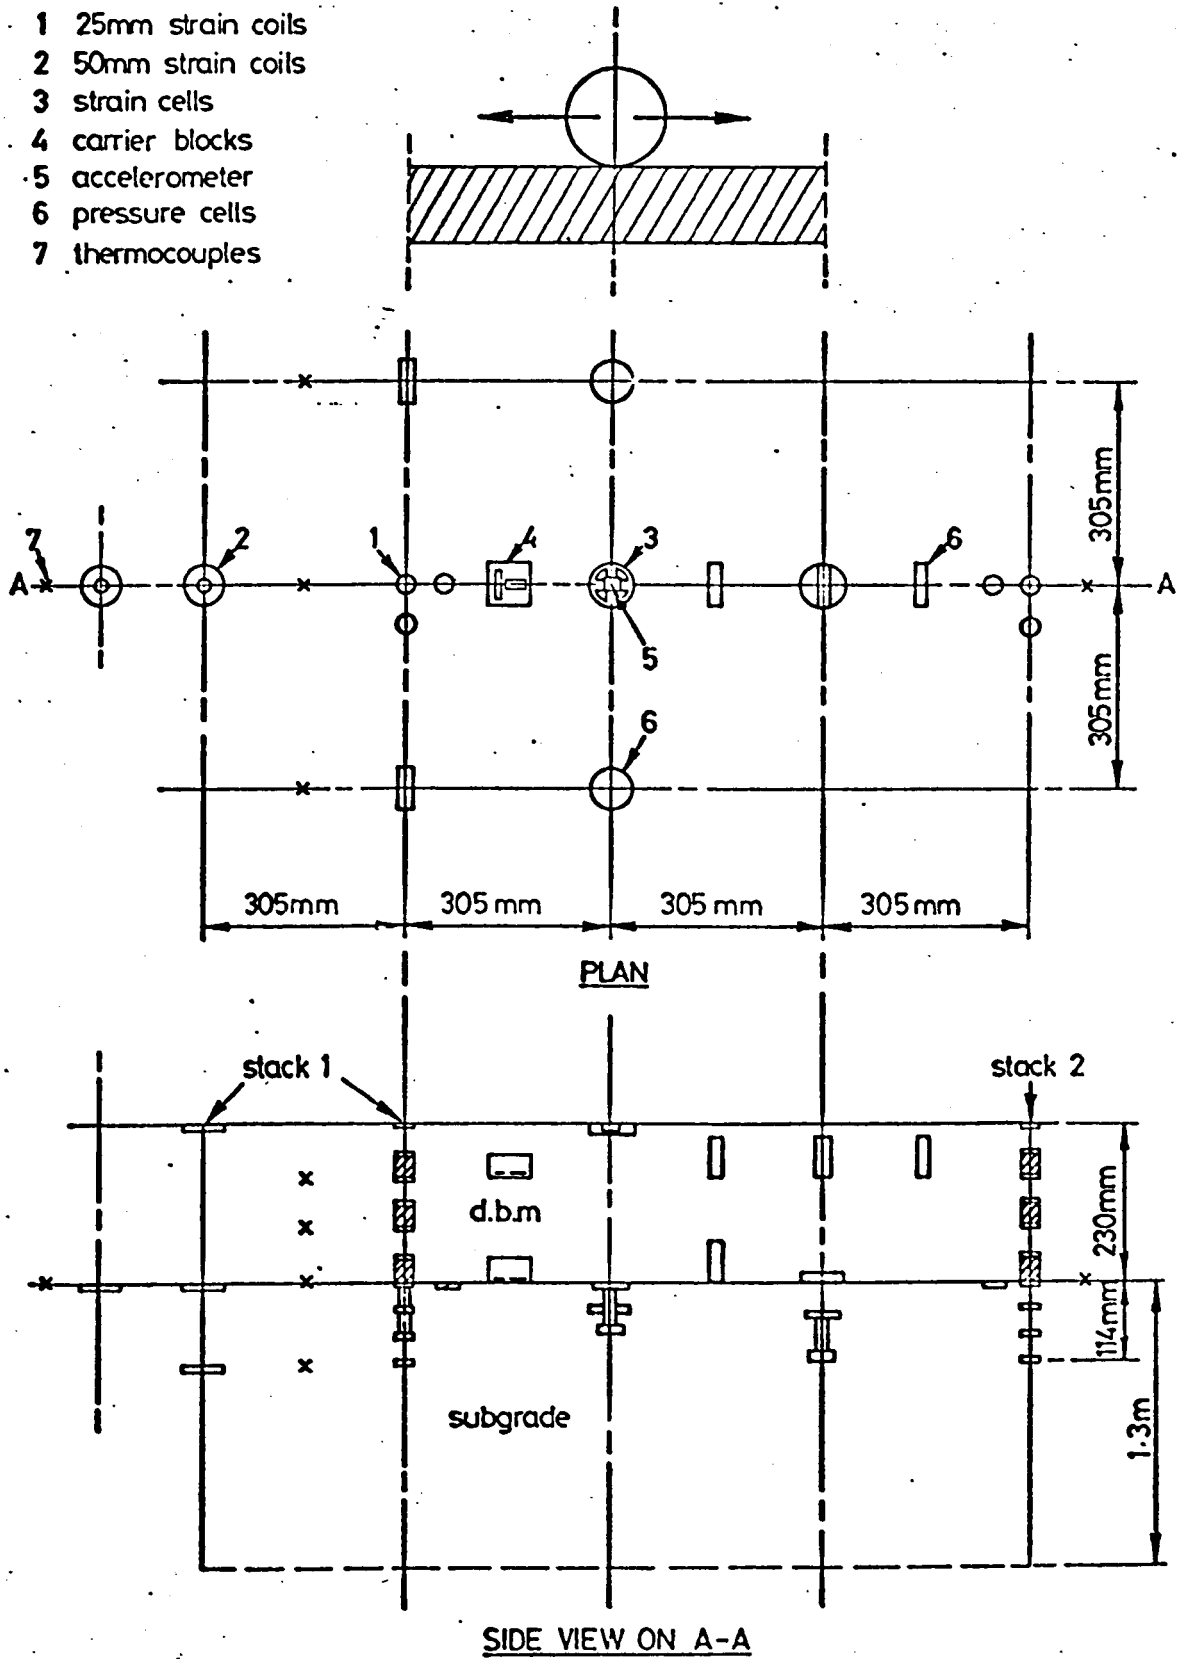 1 25mm strain coils
2 50mm strain coils
3 strain cells
4 carrier blocks
5 accelerometer
6 pressure cells
7 thermocouples
305mm
7 2 1 4 3 6
A A
5
305mm
6
305mm 305mm 305mm 305mm
PLAN
stack 1 stack 2
230mm
d.b.m
114mm
subgrade
1.3m
SIDE VIEW ON A-A